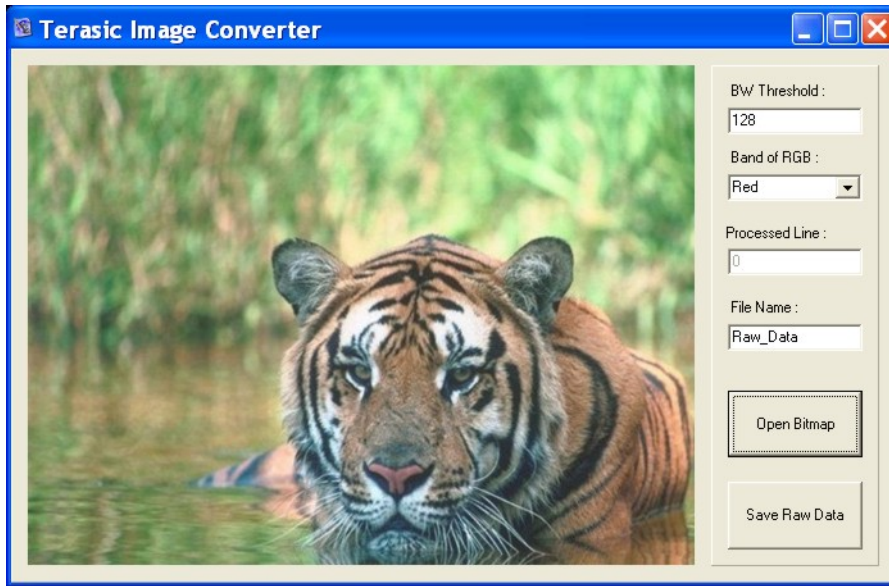 Terasic Image Converter
BW Threshold :
128
Band of RGB :
Red
Processed Line :
0
File Name :
Raw_Data
Open Bitmap
Save Raw Data